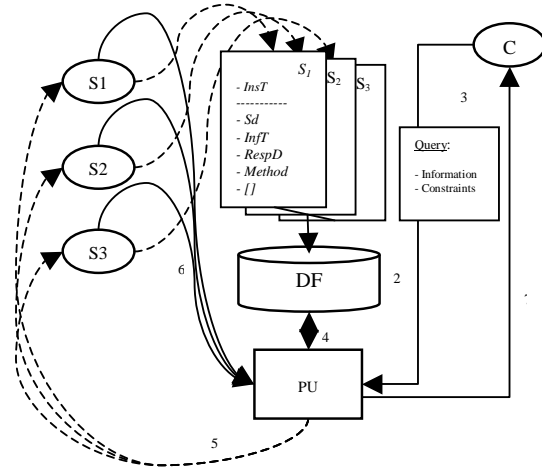 S1
S2
S3
S1
- InsT
-----------
- Sd
- InfT
- RespD
- Method
- []
S2
S3
C
3
Query:
- Information
- Constraints
DF
2
6
4
PU
5